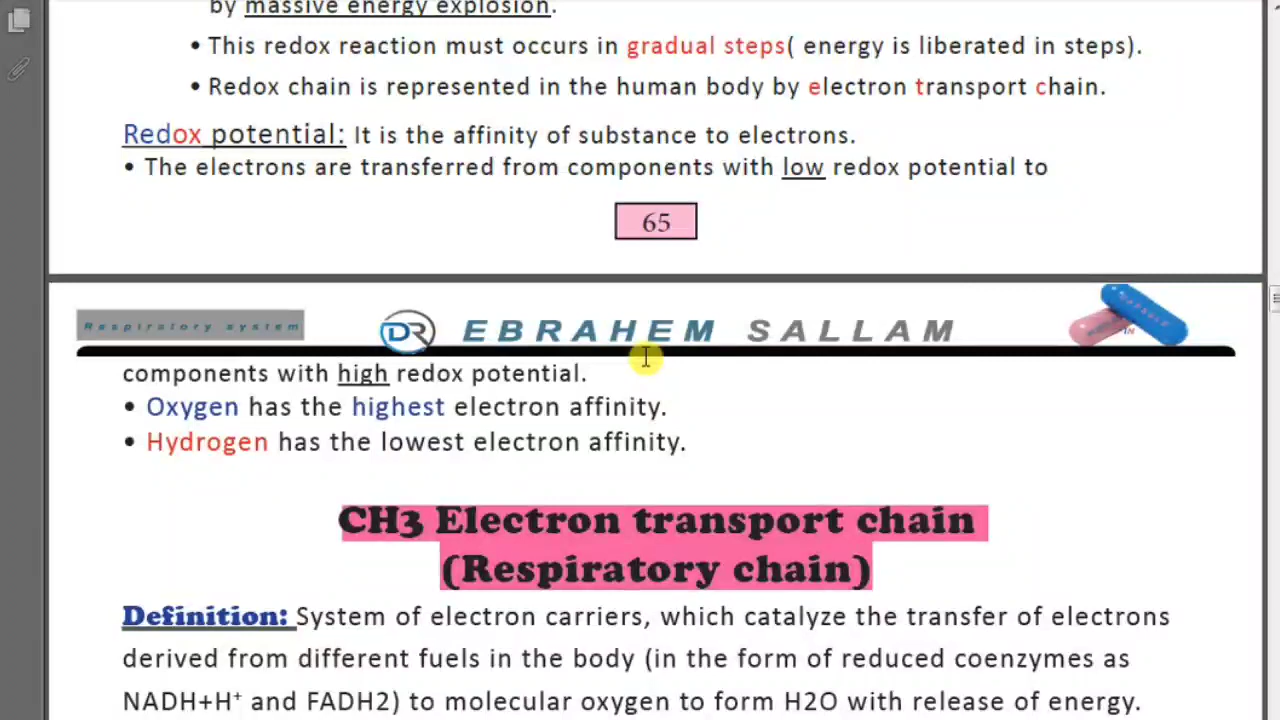 by massive energy explosion.
• This redox reaction must occurs in gradual steps( energy is liberated in steps).
• Redox chain is represented in the human body by electron transport chain.
Redox potential: It is the affinity of substance to electrons.
• The electrons are transferred from components with low redox potential to
65
Respiratory system
DR EBRAHEM SALLAM
components with high redox potential.
• Oxygen has the highest electron affinity.
• Hydrogen has the lowest electron affinity.
CH3 Electron transport chain
(Respiratory chain)
Definition: System of electron carriers, which catalyze the transfer of electrons
derived from different fuels in the body (in the form of reduced coenzymes as
NADH+H⁺ and FADH2) to molecular oxygen to form H2O with release of energy.